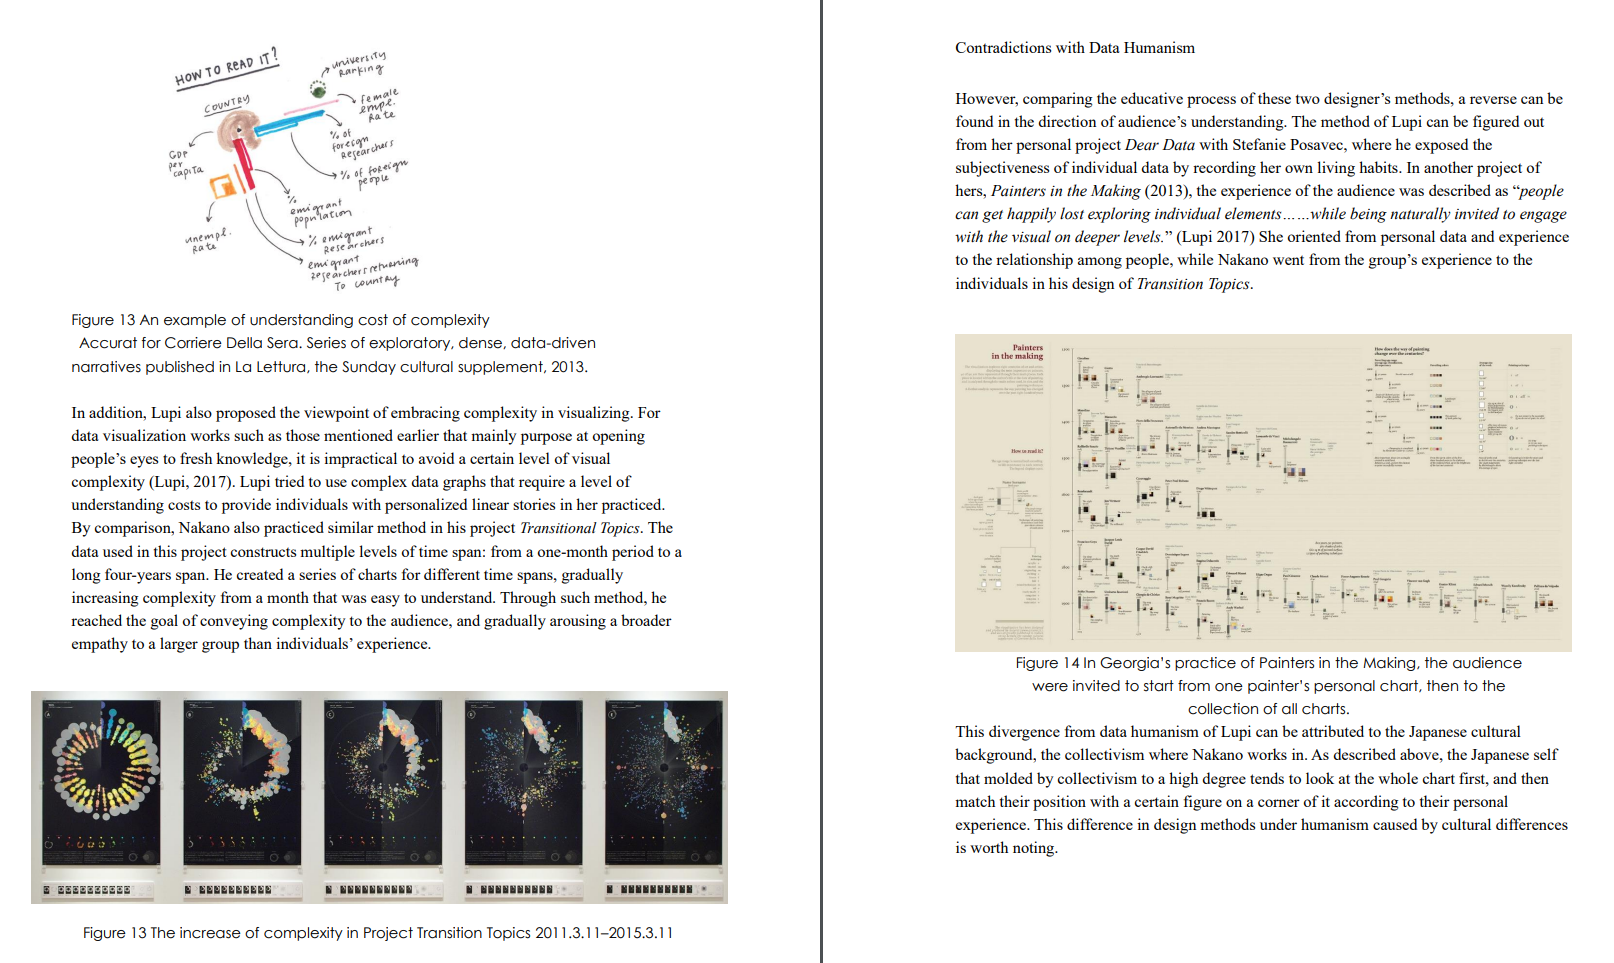 HOW TO READ IT?
university
Ranking
COUNTRY
female
empl.
Rate
% of
foreign
Researchers
GDP
per
capita
% of foreign
people
%
emigrant
population
unempl.
Rate
% emigrant
Researchers
emigrant
researchers returning
To country
Figure 13 An example of understanding cost of complexity
Accurat for Corriere Della Sera. Series of exploratory, dense, data-driven
narratives published in La Lettura, the Sunday cultural supplement, 2013.
In addition, Lupi also proposed the viewpoint of embracing complexity in visualizing. For
data visualization works such as those mentioned earlier that mainly purpose at opening
people’s eyes to fresh knowledge, it is impractical to avoid a certain level of visual
complexity (Lupi, 2017). Lupi tried to use complex data graphs that require a level of
understanding costs to provide individuals with personalized linear stories in her practiced.
By comparison, Nakano also practiced similar method in his project Transitional Topics. The
data used in this project constructs multiple levels of time span: from a one-month period to a
long four-years span. He created a series of charts for different time spans, gradually
increasing complexity from a month that was easy to understand. Through such method, he
reached the goal of conveying complexity to the audience, and gradually arousing a broader
empathy to a larger group than individuals’ experience.
Figure 13 The increase of complexity in Project Transition Topics 2011.3.11–2015.3.11
Contradictions with Data Humanism
However, comparing the educative process of these two designer’s methods, a reverse can be
found in the direction of audience’s understanding. The method of Lupi can be figured out
from her personal project Dear Data with Stefanie Posavec, where he exposed the
subjectiveness of individual data by recording her own living habits. In another project of
hers, Painters in the Making (2013), the experience of the audience was described as “people
can get happily lost exploring individual elements……while being naturally invited to engage
with the visual on deeper levels.” (Lupi 2017) She oriented from personal data and experience
to the relationship among people, while Nakano went from the group’s experience to the
individuals in his design of Transition Topics.
Painters
in the making
How to read it?
How does the way of painting
change over the centuries?
Figure 14 In Georgia’s practice of Painters in the Making, the audience
were invited to start from one painter’s personal chart, then to the
collection of all charts.
This divergence from data humanism of Lupi can be attributed to the Japanese cultural
background, the collectivism where Nakano works in. As described above, the Japanese self
that molded by collectivism to a high degree tends to look at the whole chart first, and then
match their position with a certain figure on a corner of it according to their personal
experience. This difference in design methods under humanism caused by cultural differences
is worth noting.